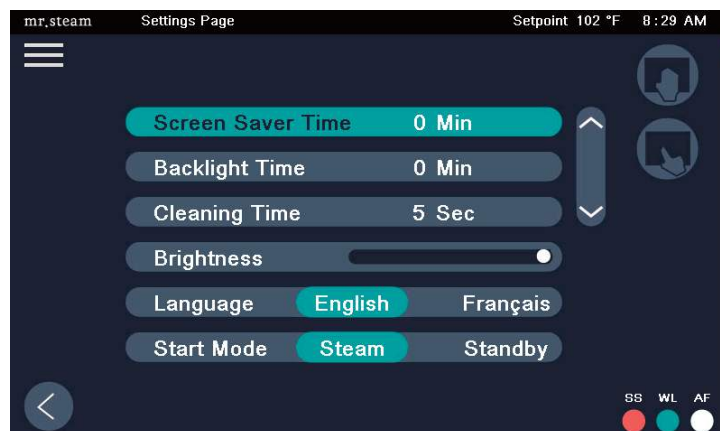 mr.steam Settings Page Setpoint 102 °F 8:29 AM
Screen Saver Time 0 Min
Backlight Time 0 Min
Cleaning Time 5 Sec
Brightness
Language English Français
Start Mode Steam Standby
SS WL AF